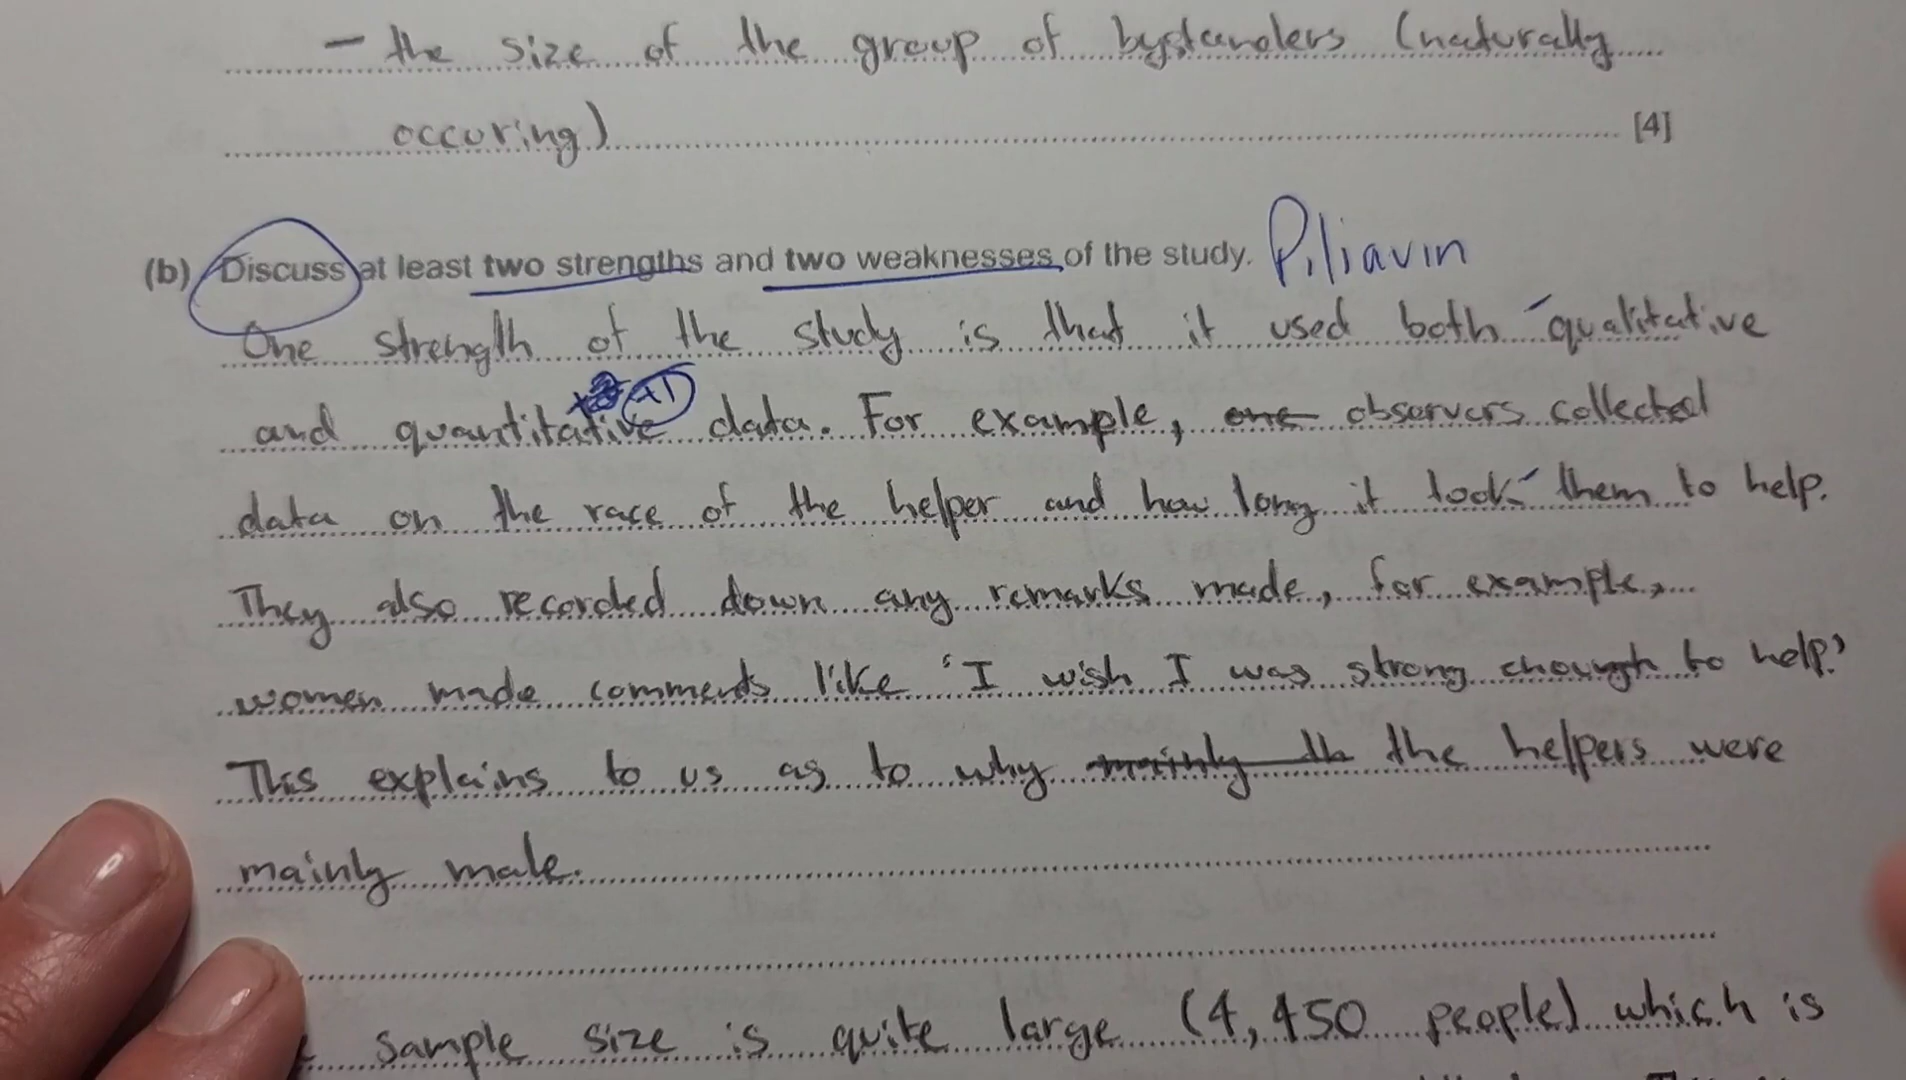 - the size of the group of bystanders (naturally
occuring) [4]
(b) Discuss at least two strengths and two weaknesses of the study. Piliavin
One strength of the study is that it used both qualitative
and quantitative +1 data. For example, one observers collected
data on the race of the helper and how long it took them to help.
They also recorded down any remarks made, for example,
women made comments like 'I wish I was strong enough to help.'
This explains to us as to why mainly th the helpers were
mainly male.
sample size is quite large (4,450 people) which is